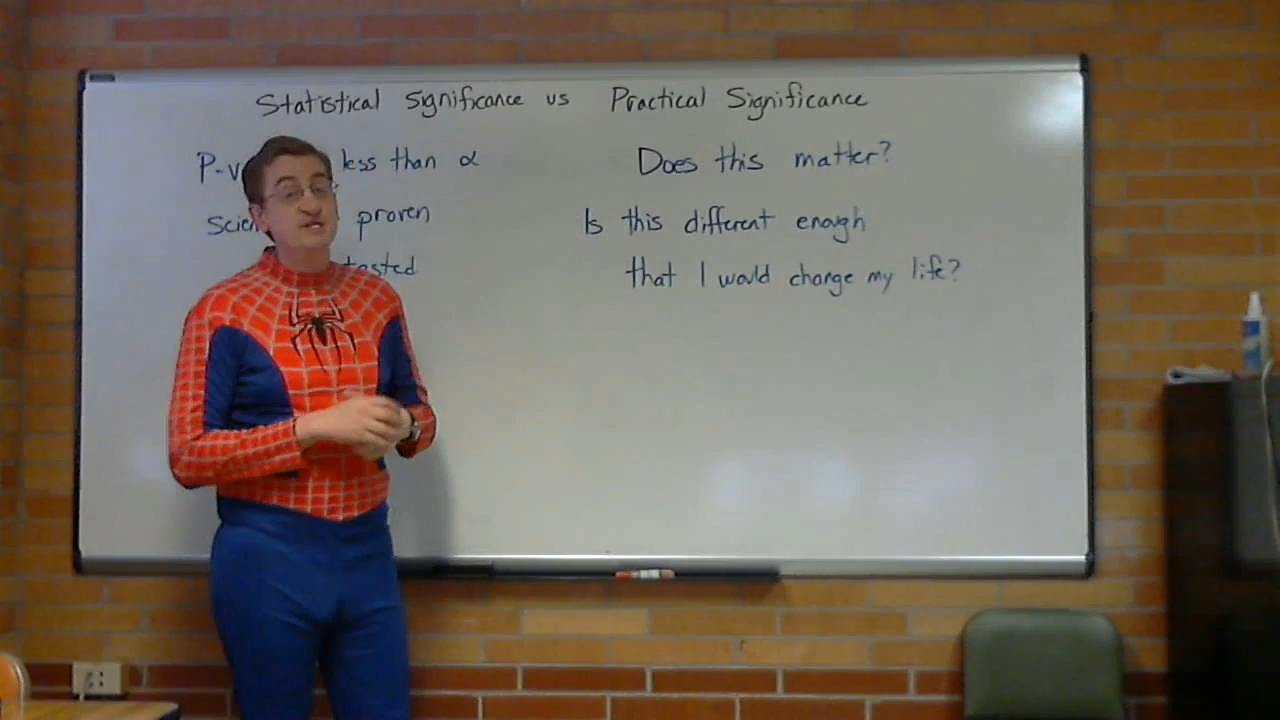 Statistical Significance vs Practical Significance
P-v less than α
Scien proven
tested
Does this matter?
Is this different enough
that I would change my life?